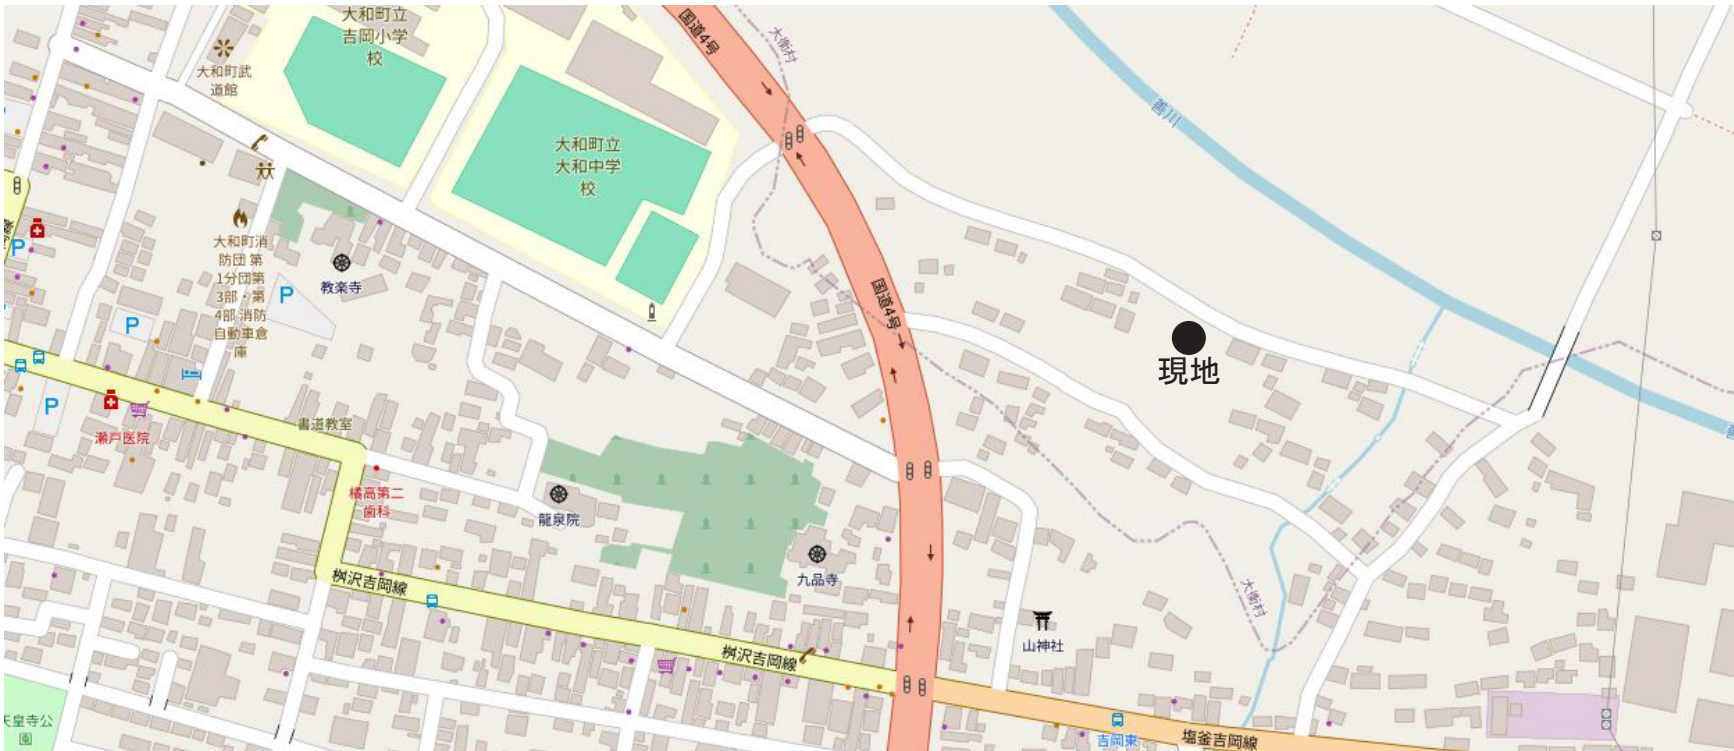 大和町立
吉岡小学
校
国道4号
大衡村
大和町武
道館
善川
大和町立
大和中学
校
大和町消
防団 第
1分団第
3部・第
4部 消防
自動車倉
庫
教楽寺
国道4号
現地
書道教室
瀬戸医院
橘高第二
歯科
龍泉院
九品寺
桝沢吉岡線
大衡村
山神社
桝沢吉岡線
天皇寺公
園
吉岡東
塩釜吉岡線
P
P
P
P